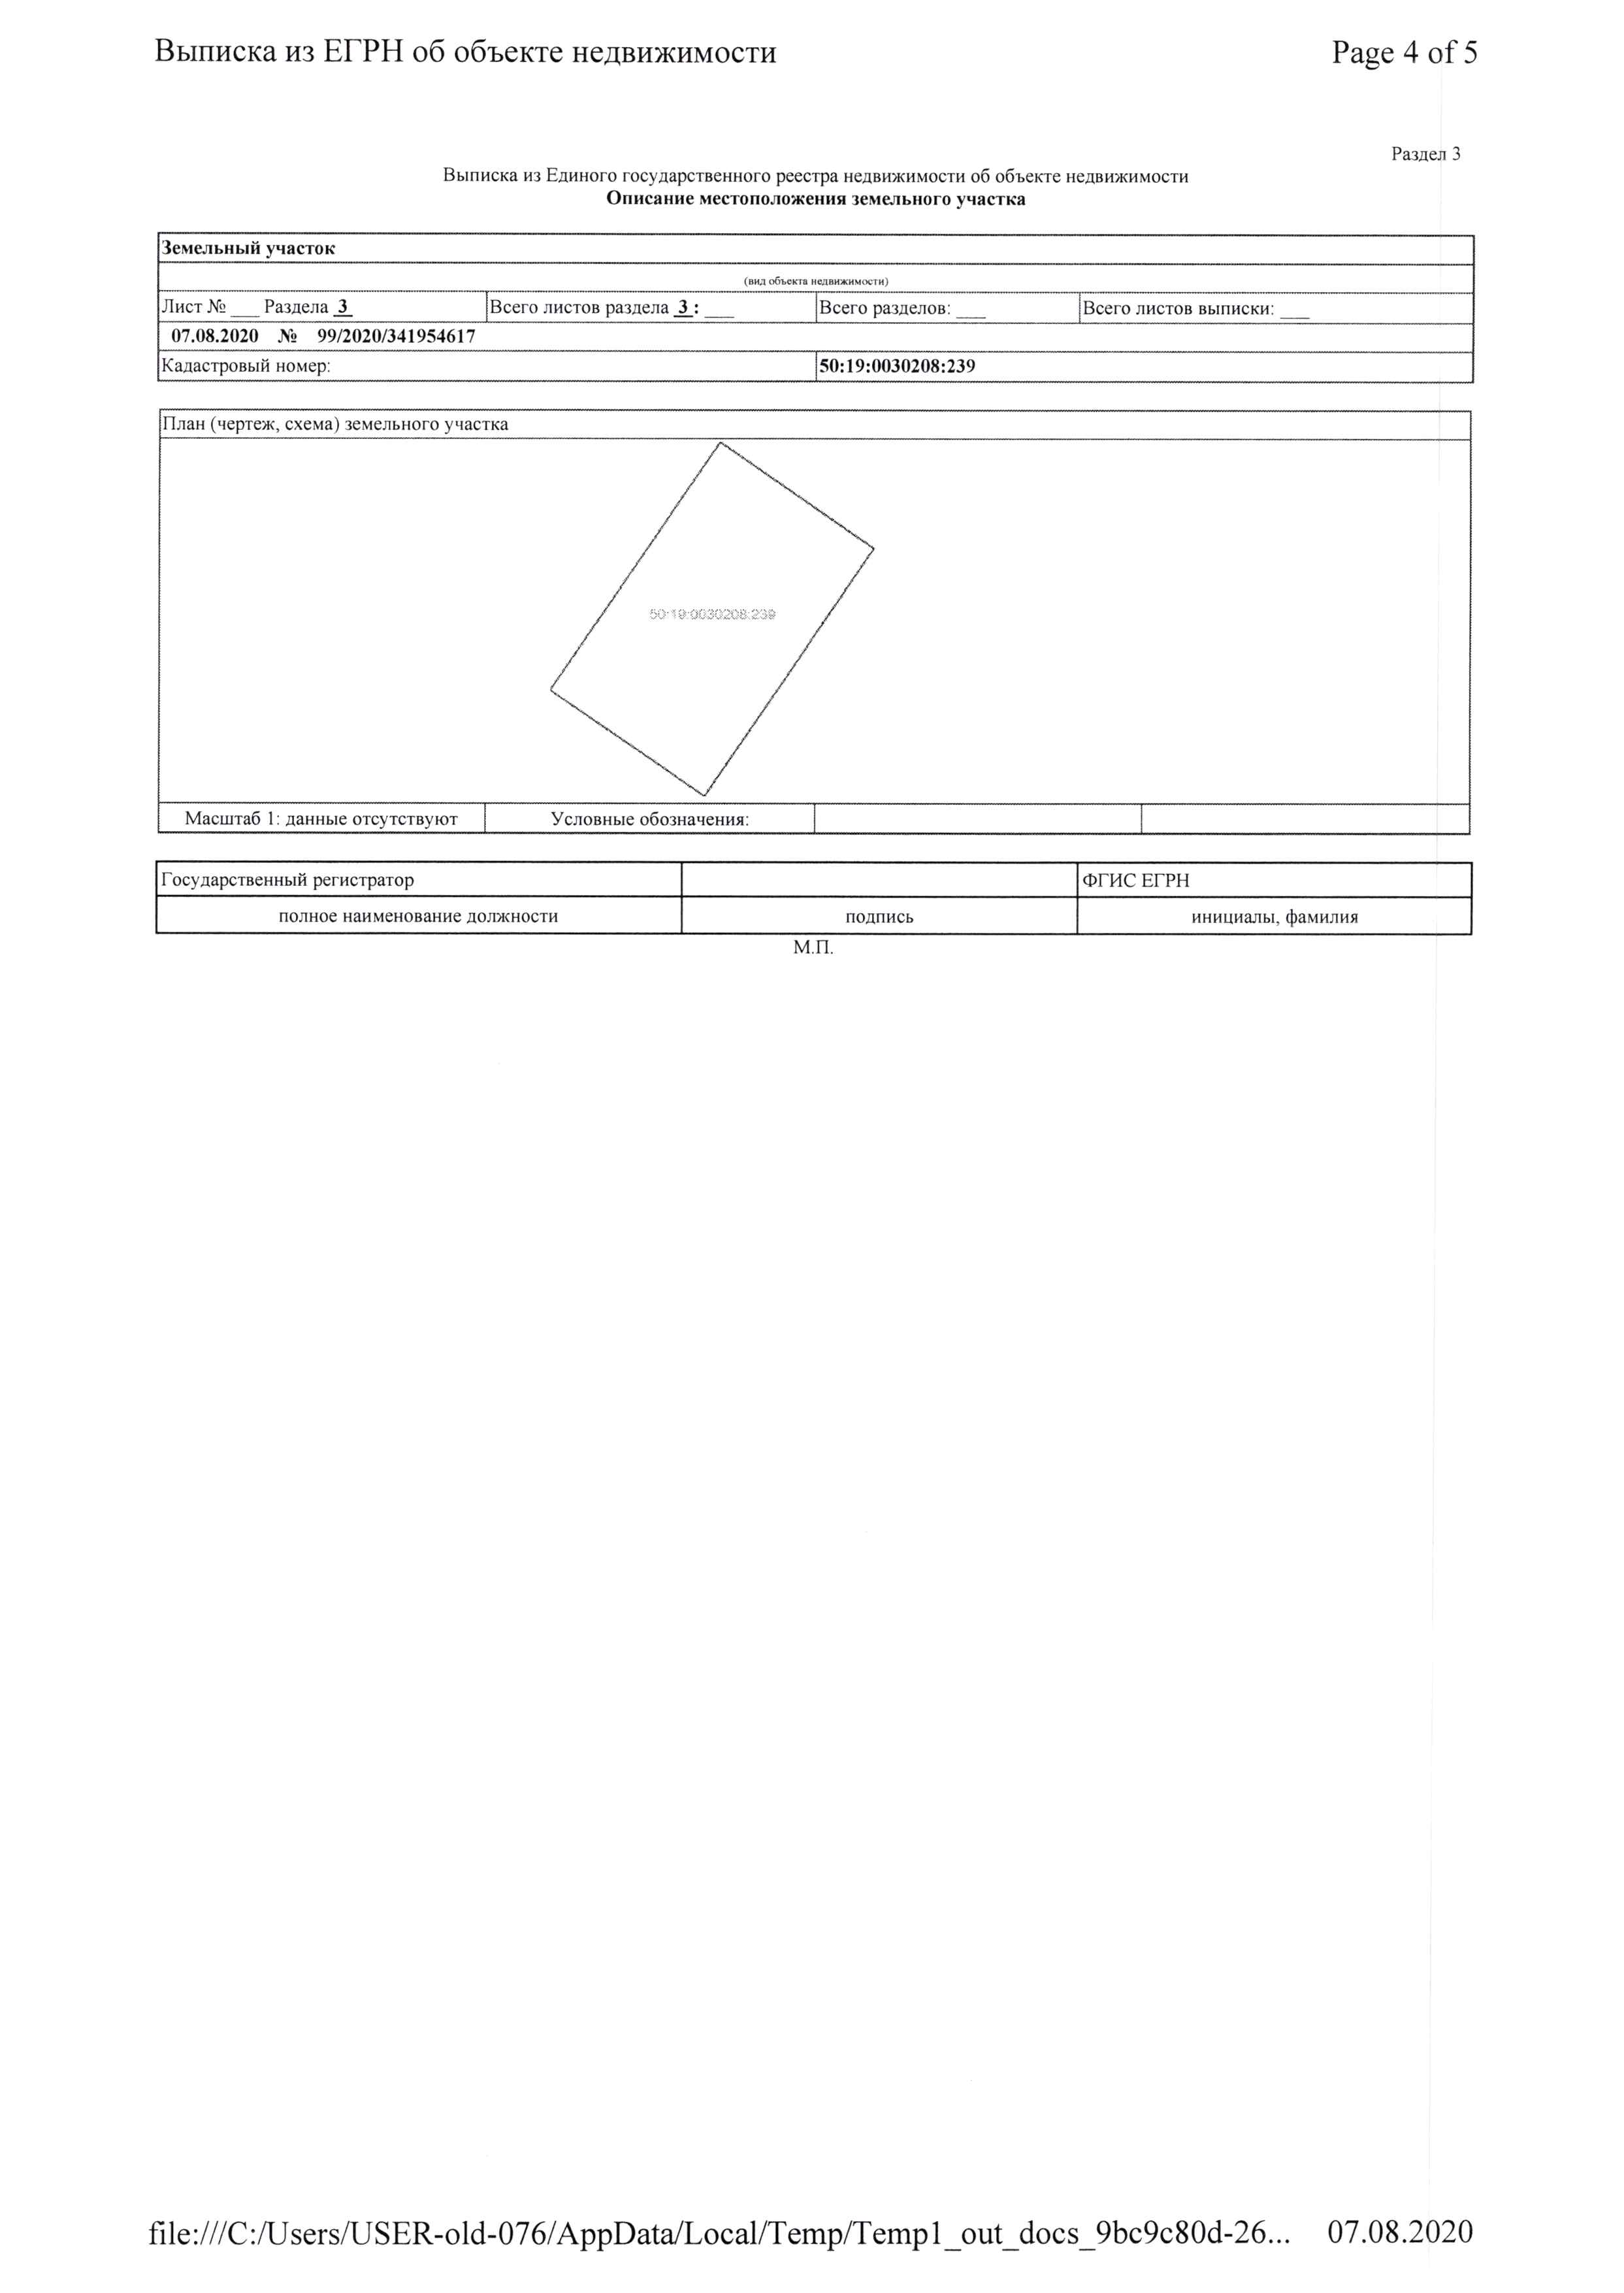 Выписка из ЕГРН об объекте недвижимости Page 4 of 5
Раздел 3
Выписка из Единого государственного реестра недвижимости об объекте недвижимости
Описание местоположения земельного участка
Земельный участок
(вид объекта недвижимости)
Лист № ___ Раздела 3 Всего листов раздела 3 : ___ Всего разделов: ___ Всего листов выписки: ___
07.08.2020 № 99/2020/341954617
Кадастровый номер: 50:19:0030208:239
План (чертеж, схема) земельного участка
50:19:0030208:239
Масштаб 1: данные отсутствуют Условные обозначения:
Государственный регистратор ФГИС ЕГРН
полное наименование должности подпись инициалы, фамилия
М.П.
file:///C:/Users/USER-old-076/AppData/Local/Temp/Temp1_out_docs_9bc9c80d-26... 07.08.2020